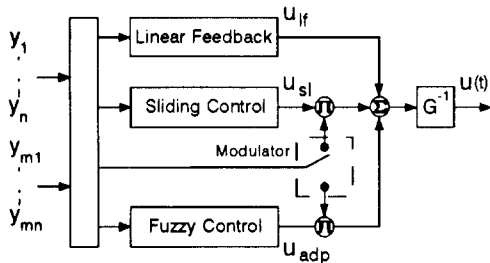 y1
yn
ym1
ymn
Linear Feedback
ulf
Sliding Control
usl
Π
Σ
G-1
u(t)
Modulator
Fuzzy Control
uadp
Π